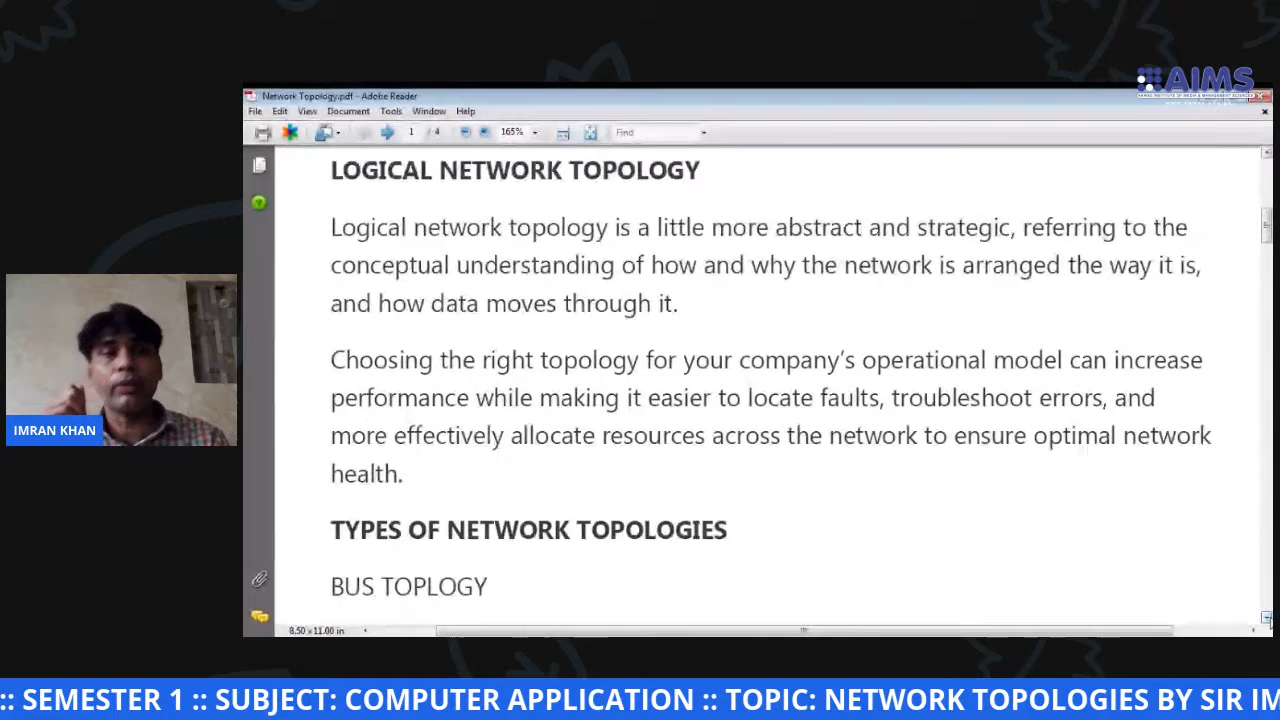 AIMS
Network Topology.pdf - Adobe Reader
File Edit View Document Tools Window Help
1 / 4 165% Find
LOGICAL NETWORK TOPOLOGY
Logical network topology is a little more abstract and strategic, referring to the
conceptual understanding of how and why the network is arranged the way it is,
and how data moves through it.
Choosing the right topology for your company’s operational model can increase
performance while making it easier to locate faults, troubleshoot errors, and
more effectively allocate resources across the network to ensure optimal network
health.
TYPES OF NETWORK TOPOLOGIES
BUS TOPLOGY
8.50 x 11.00 in
IMRAN KHAN
:: SEMESTER 1 :: SUBJECT: COMPUTER APPLICATION :: TOPIC: NETWORK TOPOLOGIES BY SIR IM